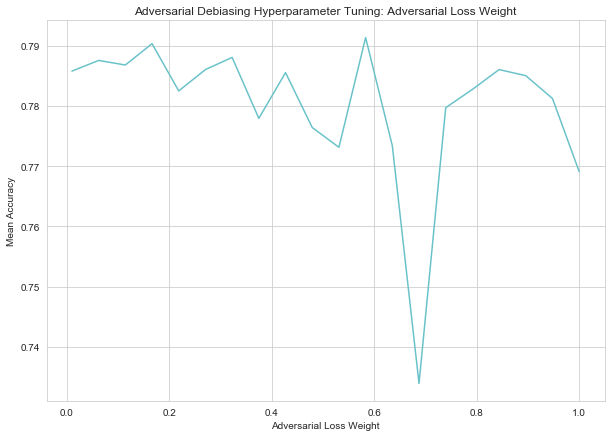 Adversarial Debiasing Hyperparameter Tuning: Adversarial Loss Weight
0.79
0.78
0.77
0.76
0.75
0.74
Mean Accuracy
0.0 0.2 0.4 0.6 0.8 1.0
Adversarial Loss Weight